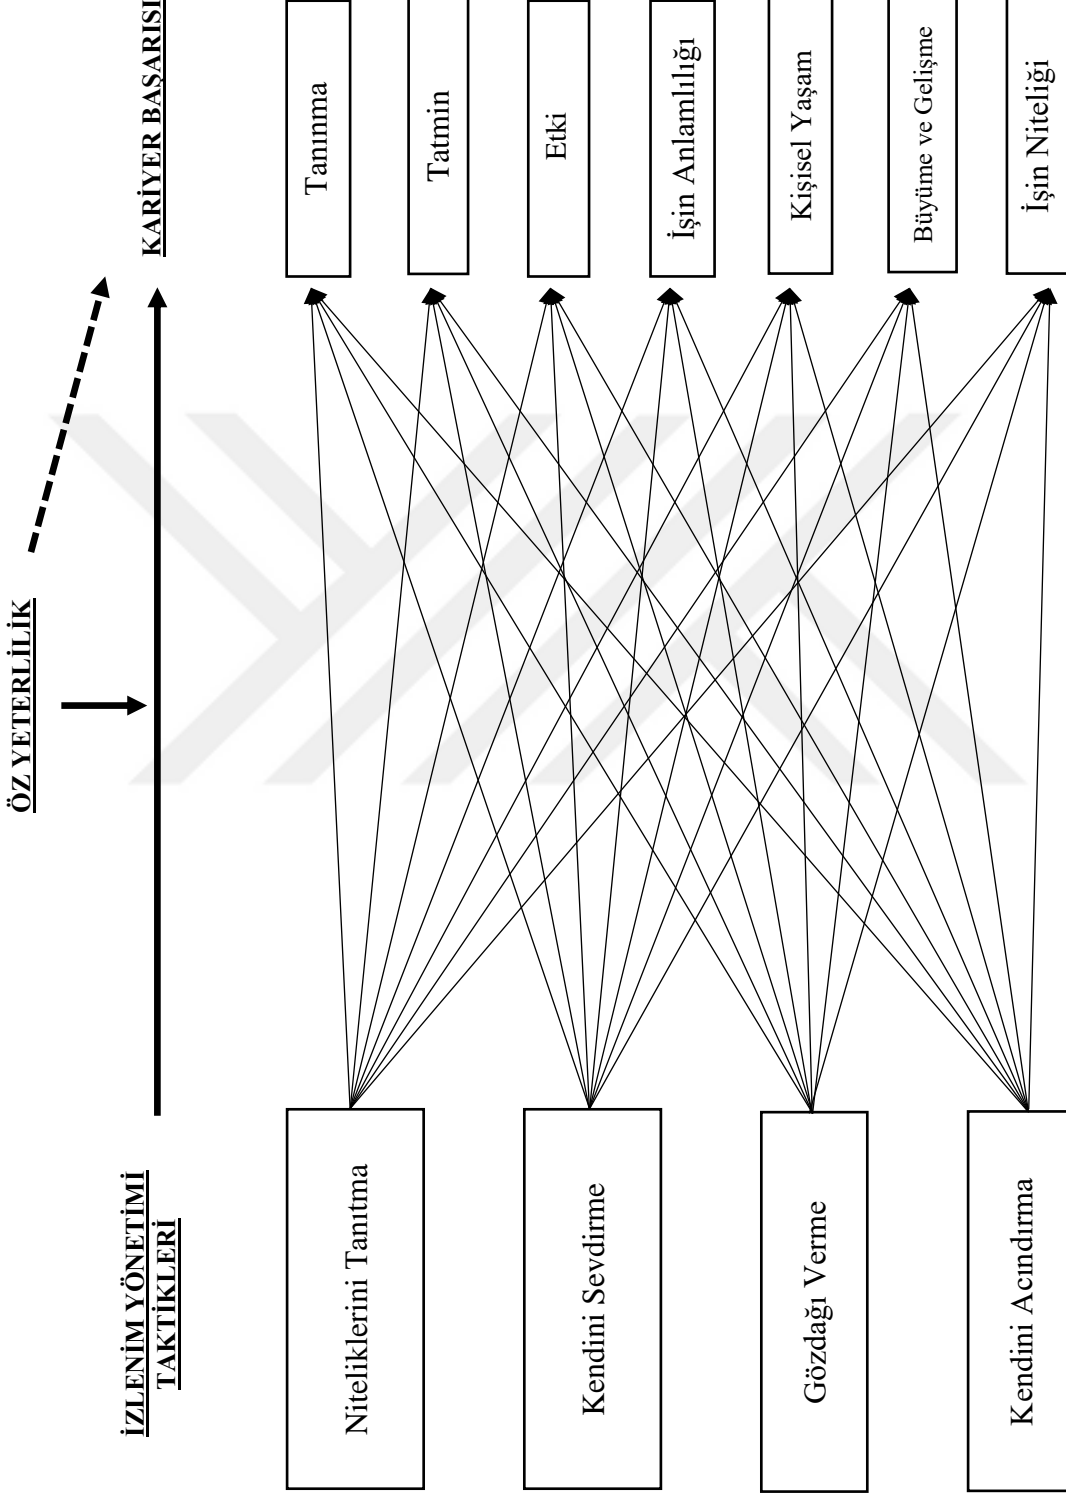 ÖZ YETERLİLİK
İZLENİM YÖNETİMİ
TAKTİKLERİ
KARİYER BAŞARISI
Niteliklerini Tanıtma
Kendini Sevdirme
Gözdağı Verme
Kendini Acındırma
Tanınma
Tatmin
Etki
İşin Anlamlılığı
Kişisel Yaşam
Büyüme ve Gelişme
İşin Niteliği